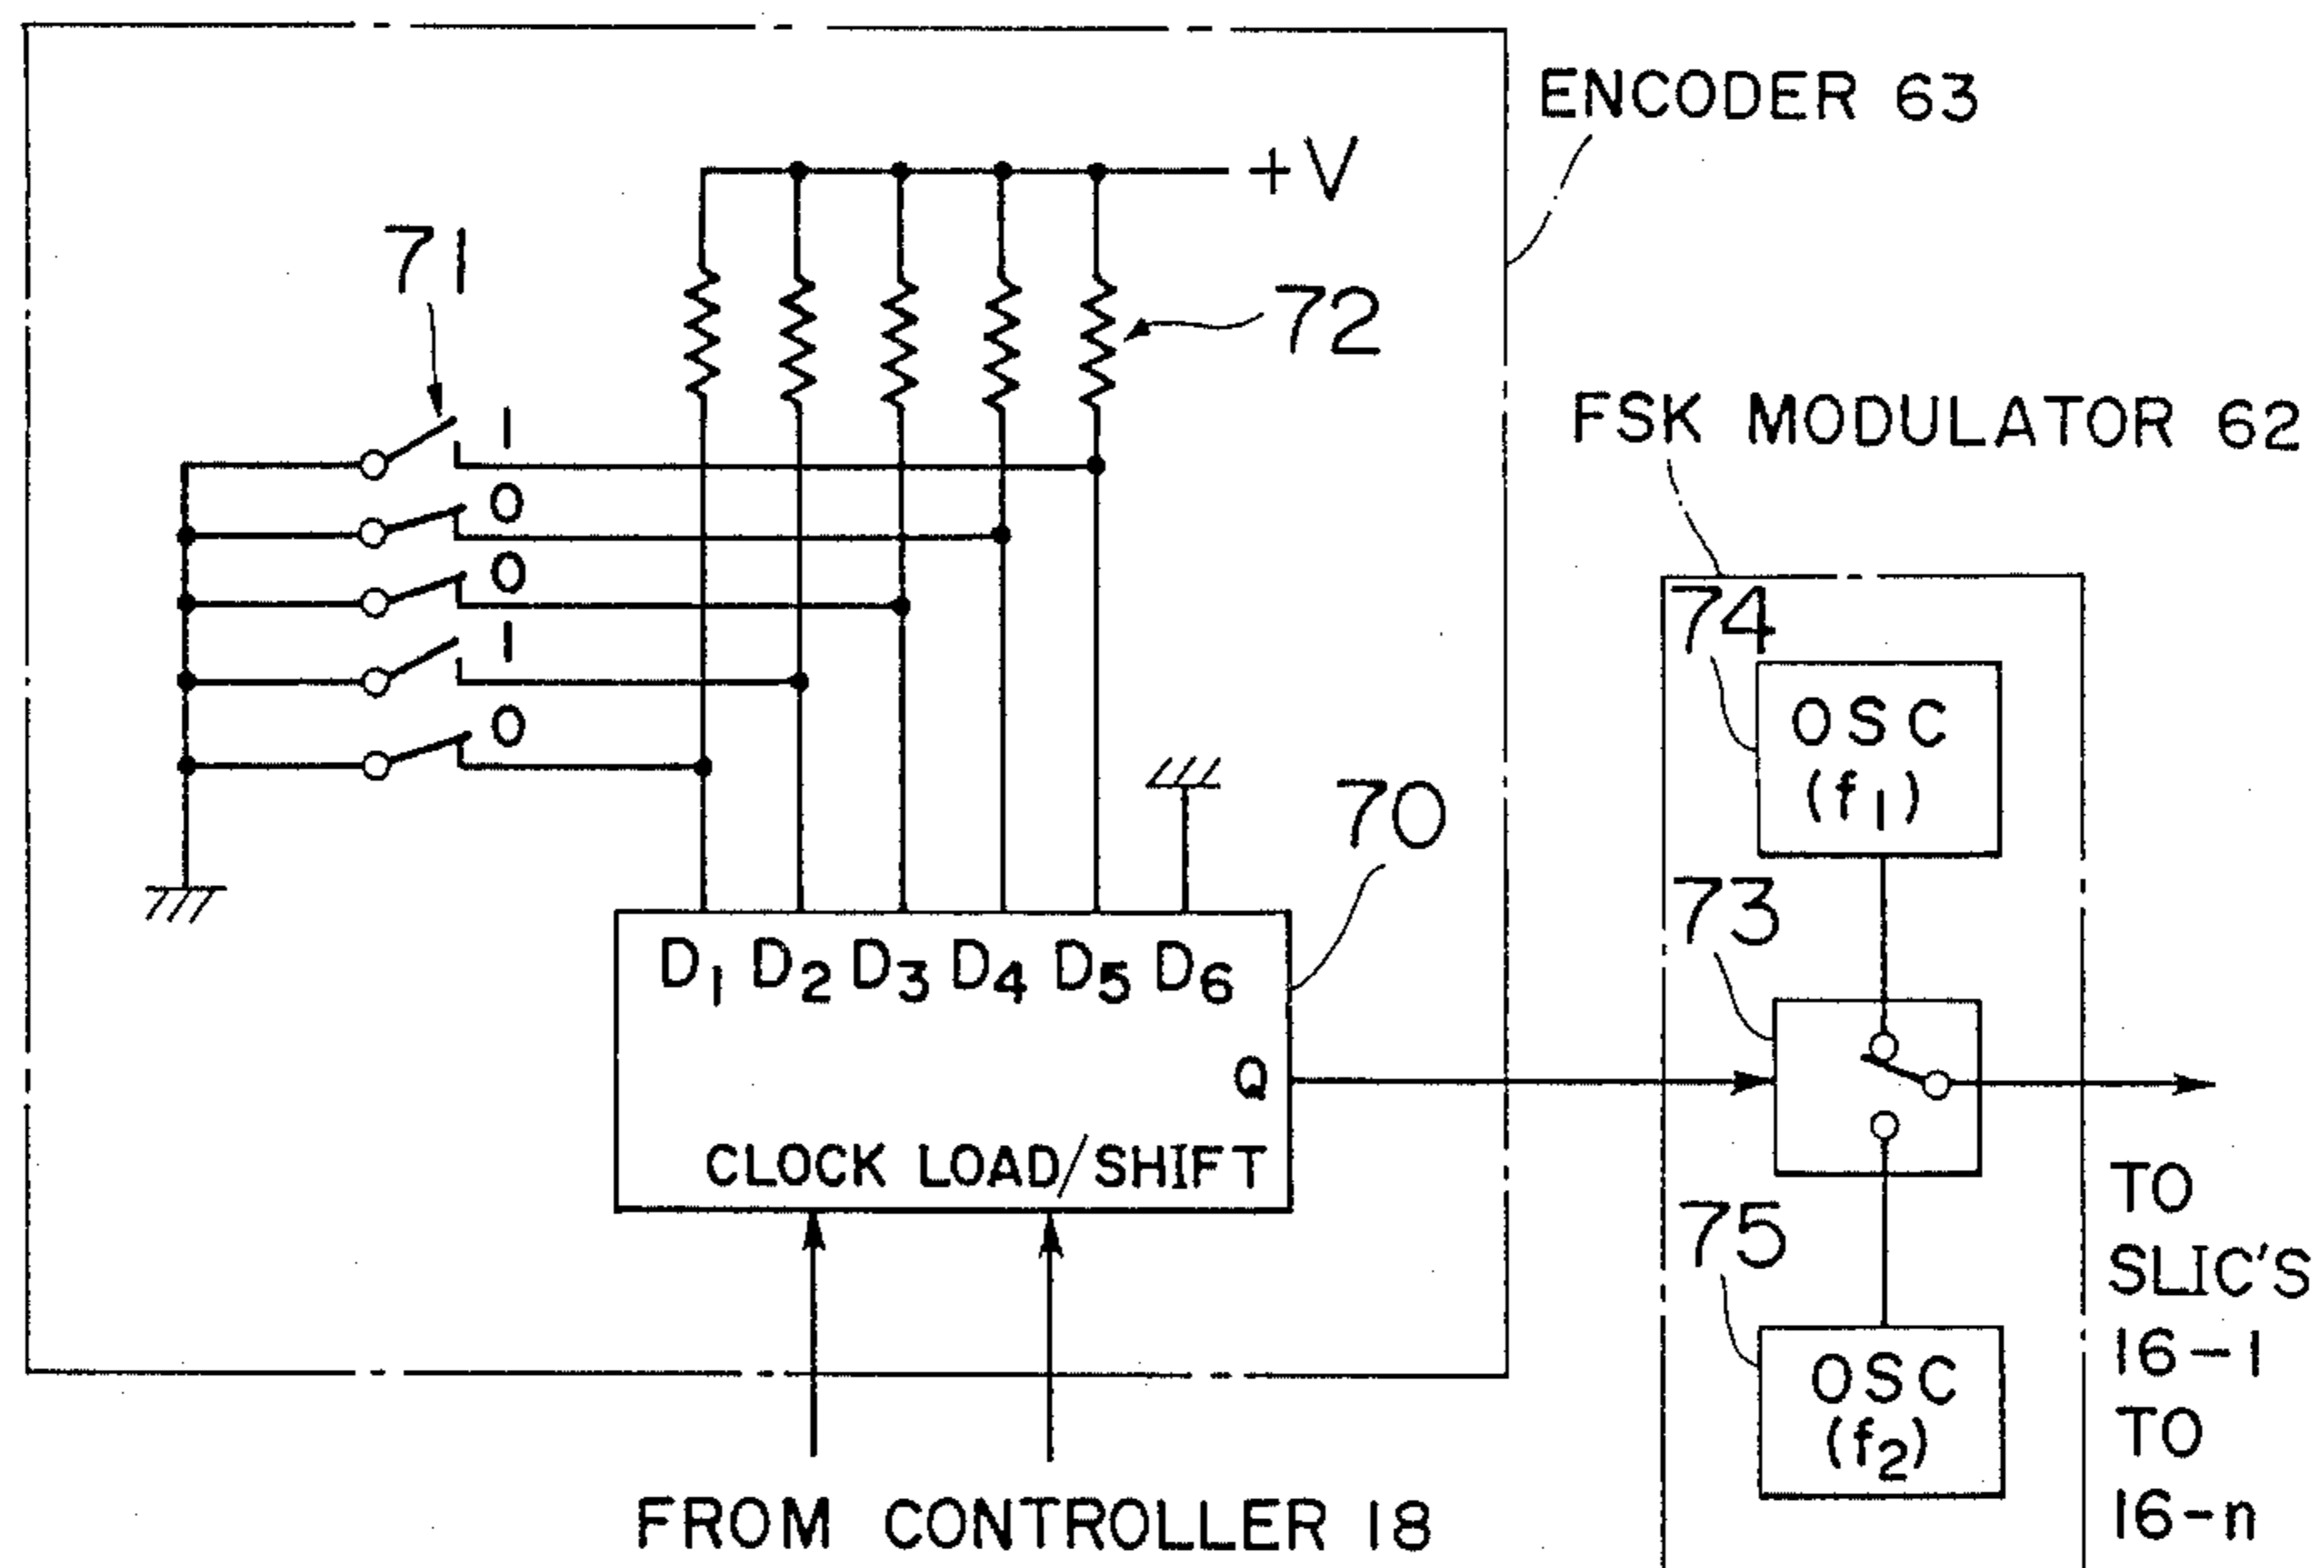 ENCODER 63
+V
71
72
1
0
0
1
0
FSK MODULATOR 62
74
OSC
(f1)
70
D1 D2 D3 D4 D5 D6
73
Q
CLOCK LOAD/SHIFT
75
OSC
(f2)
TO
SLIC'S
16-1
TO
16-n
FROM CONTROLLER 18